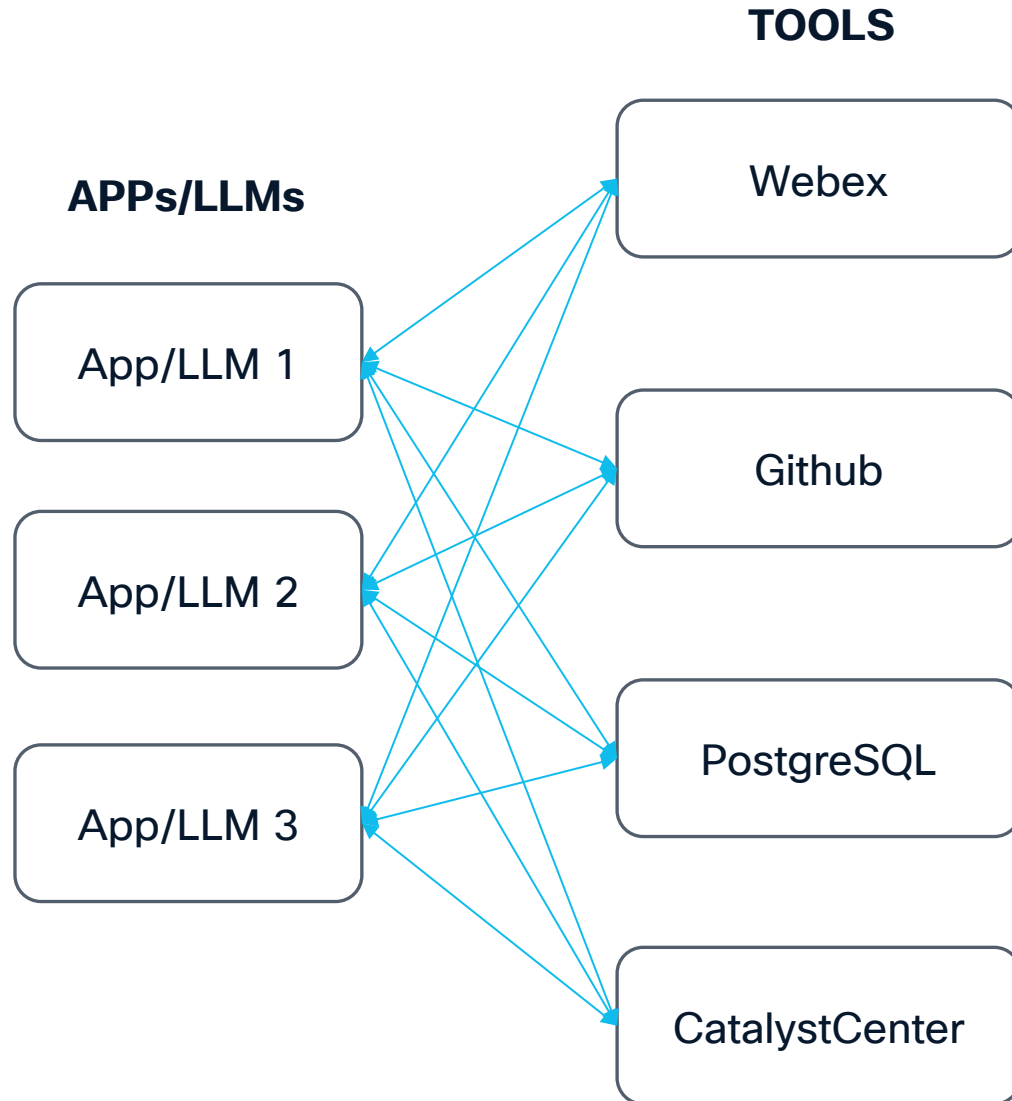 TOOLS
APPs/LLMs
Webex
App/LLM 1
Github
App/LLM 2
PostgreSQL
App/LLM 3
CatalystCenter